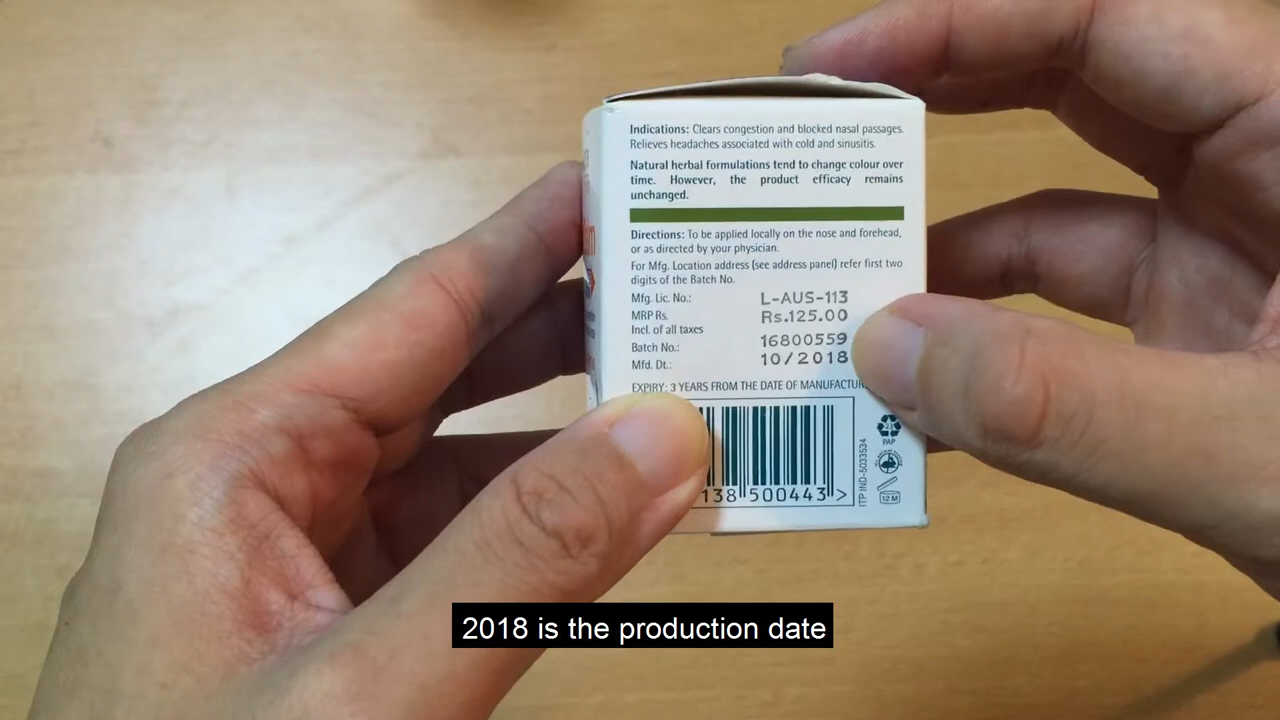 Indications: Clears congestion and blocked nasal passages.
Relieves headaches associated with cold and sinusitis.
Natural herbal formulations tend to change colour over
time. However, the product efficacy remains
unchanged.
Directions: To be applied locally on the nose and forehead,
or as directed by your physician.
For Mfg. Location address (see address panel) refer first two
digits of the Batch No.
Mfg. Lic. No.: L-AUS-113
MRP Rs. Rs.125.00
Incl. of all taxes
Batch No.: 16800559
Mfd. Dt.: 10/2018
EXPIRY: 3 YEARS FROM THE DATE OF
138 500443 >
ITP IND-5033534
21
PAP
12 M
2018 is the production date